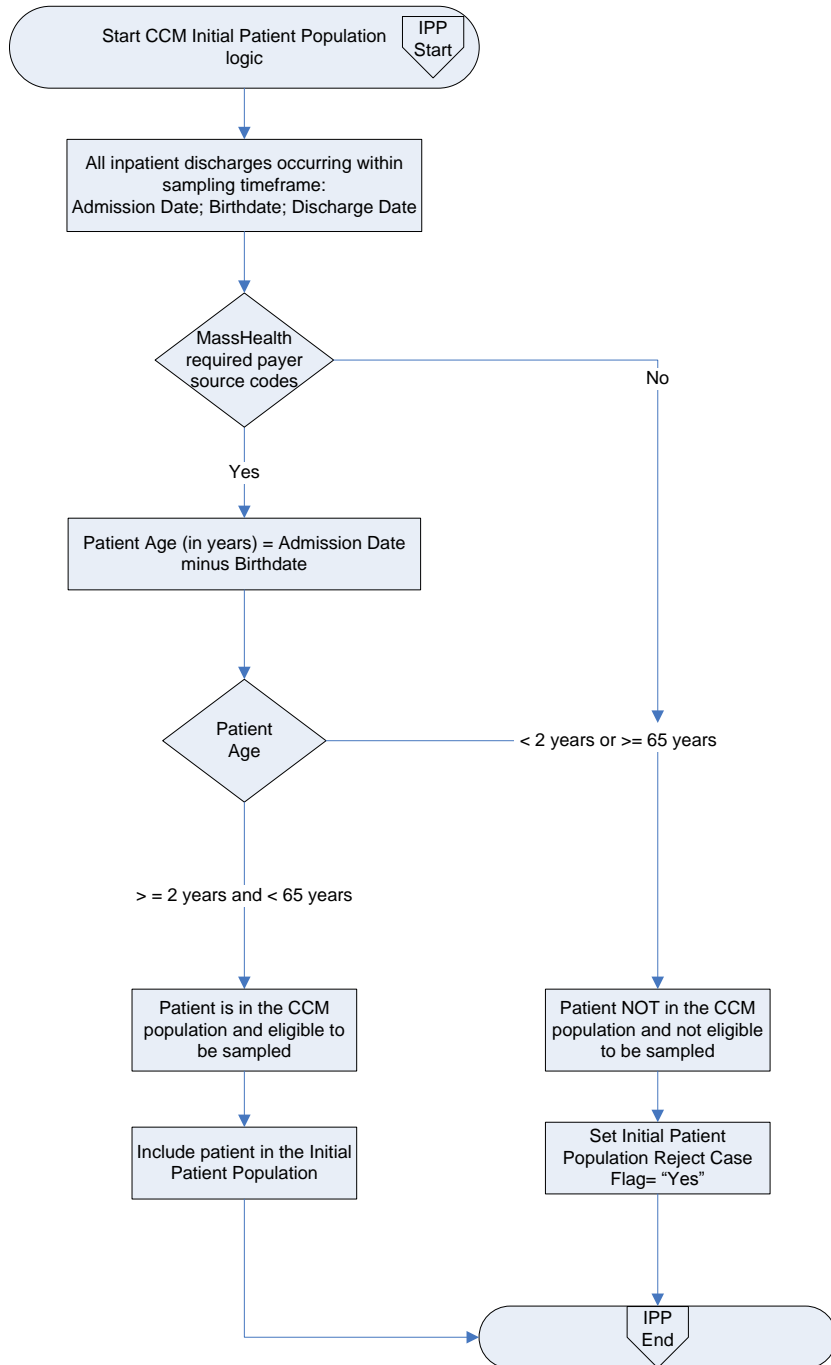 Start CCM Initial Patient Population
logic
IPP
Start
All inpatient discharges occurring within
sampling timeframe:
Admission Date; Birthdate; Discharge Date
MassHealth
required payer
source codes
No
Yes
Patient Age (in years) = Admission Date
minus Birthdate
Patient
Age
< 2 years or >= 65 years
> = 2 years and < 65 years
Patient is in the CCM
population and eligible to
be sampled
Patient NOT in the CCM
population and not eligible
to be sampled
Include patient in the Initial
Patient Population
Set Initial Patient
Population Reject Case
Flag= “Yes”
IPP
End